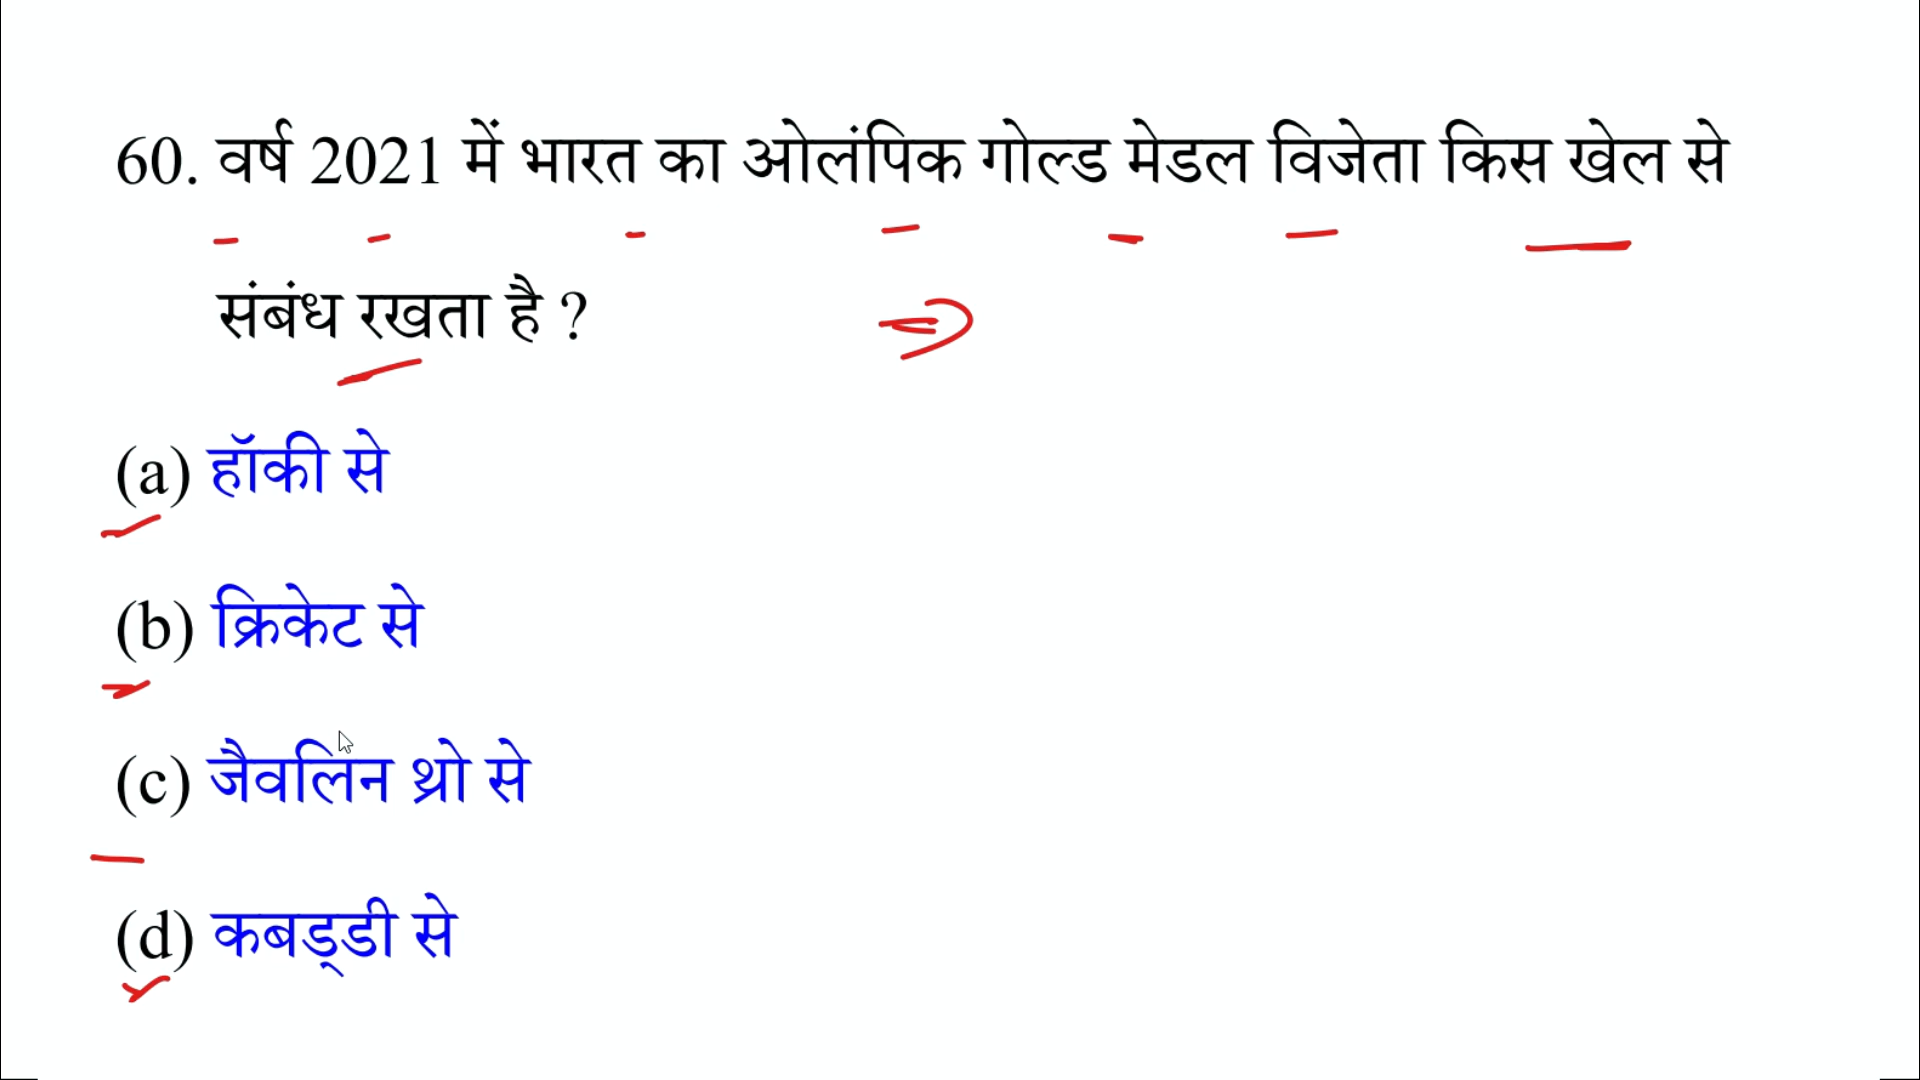 60. वर्ष 2021 में भारत का ओलंपिक गोल्ड मेडल विजेता किस खेल से
संबंध रखता है ?
(a) हॉकी से
(b) क्रिकेट से
(c) जैवलिन थ्रो से
(d) कबड्‌डी से